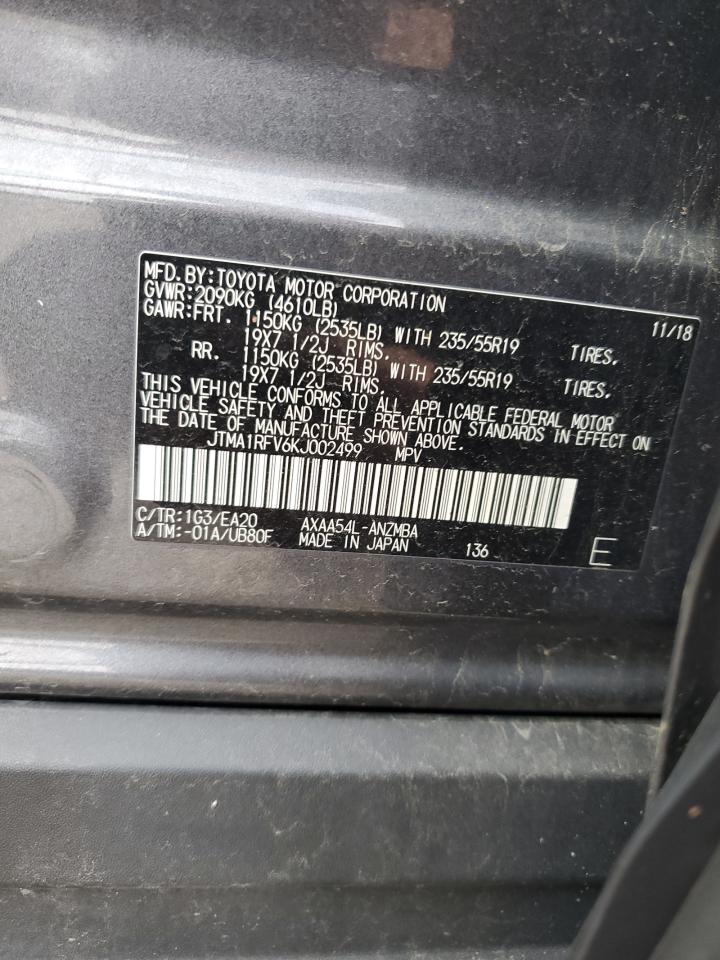 MFD. BY:TOYOTA MOTOR CORPORATION 11/18
GVWR:2090KG (4610LB)
GAWR:FRT. 1150KG (2535LB) WITH 235/55R19 TIRES,
19X7 1/2J RIMS.
RR. 1150KG (2535LB) WITH 235/55R19 TIRES,
19X7 1/2J RIMS.
THIS VEHICLE CONFORMS TO ALL APPLICABLE FEDERAL MOTOR
VEHICLE SAFETY AND THEFT PREVENTION STANDARDS IN EFFECT ON
THE DATE OF MANUFACTURE SHOWN ABOVE.
JTMA1RFV6KJ002499 MPV
C/TR:1G3/EA20 AXAA54L-ANZMBA
A/TM:-01A/UB80F MADE IN JAPAN 136 E